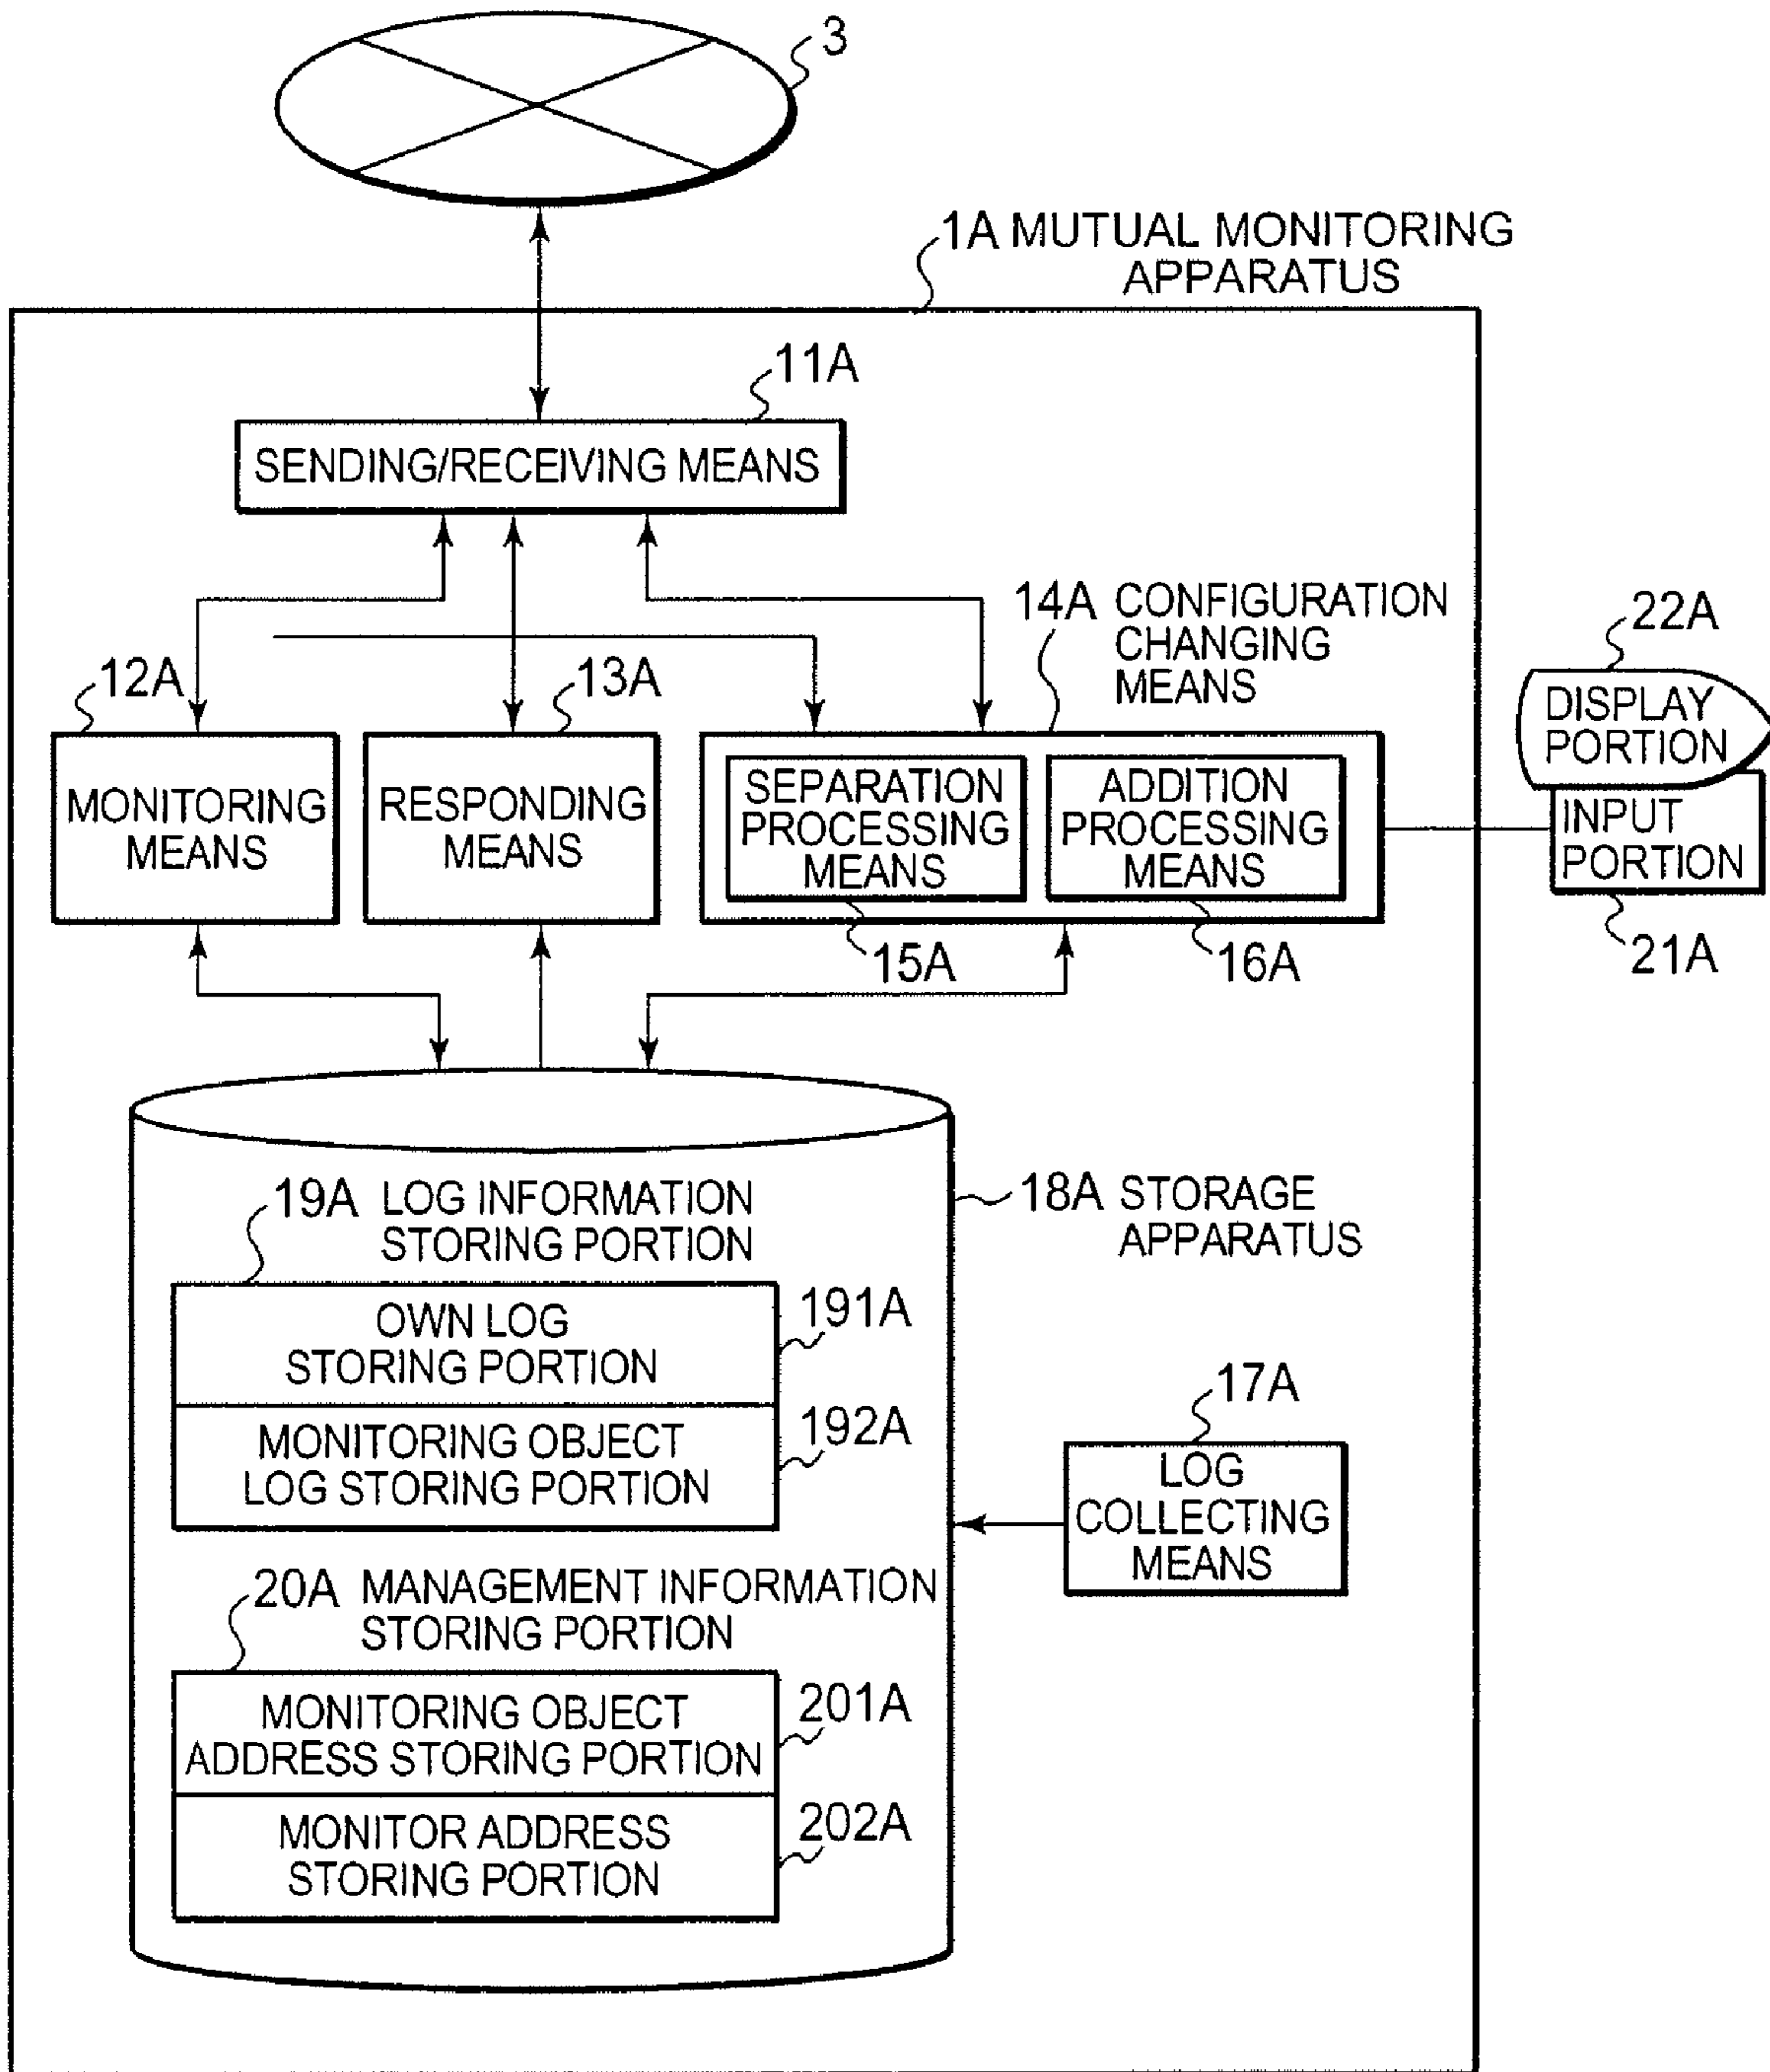 3
1A MUTUAL MONITORING
APPARATUS
11A
SENDING/RECEIVING MEANS
14A CONFIGURATION
CHANGING
MEANS
12A
13A
22A
DISPLAY
PORTION
MONITORING
MEANS
RESPONDING
MEANS
SEPARATION
PROCESSING
MEANS
ADDITION
PROCESSING
MEANS
INPUT
PORTION
15A
16A
21A
19A LOG INFORMATION
STORING PORTION
18A STORAGE
APPARATUS
OWN LOG
STORING PORTION
191A
MONITORING OBJECT
LOG STORING PORTION
192A
17A
LOG
COLLECTING
MEANS
20A MANAGEMENT INFORMATION
STORING PORTION
MONITORING OBJECT
ADDRESS STORING PORTION
201A
MONITOR ADDRESS
STORING PORTION
202A